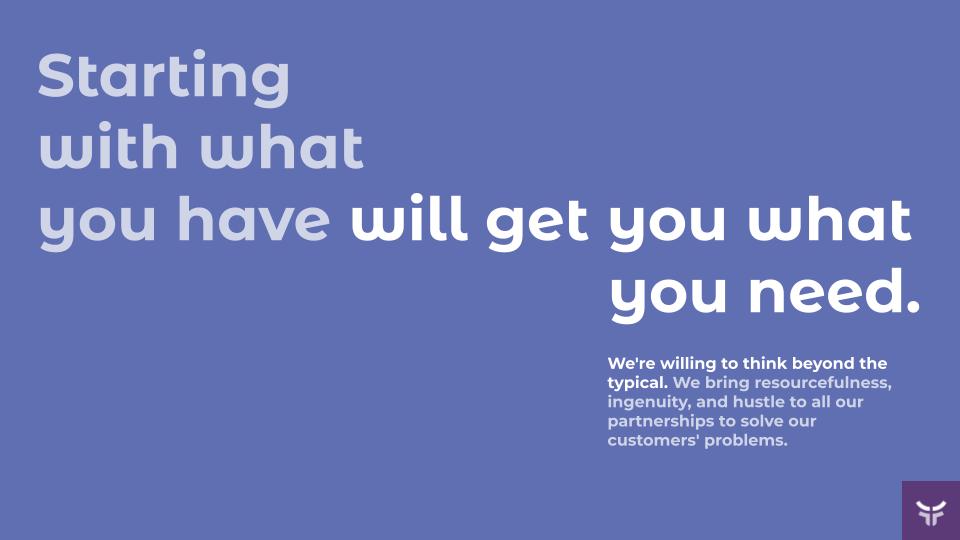 Starting
with what
you have will get you what
you need.
We're willing to think beyond the
typical. We bring resourcefulness,
ingenuity, and hustle to all our
partnerships to solve our
customers' problems.